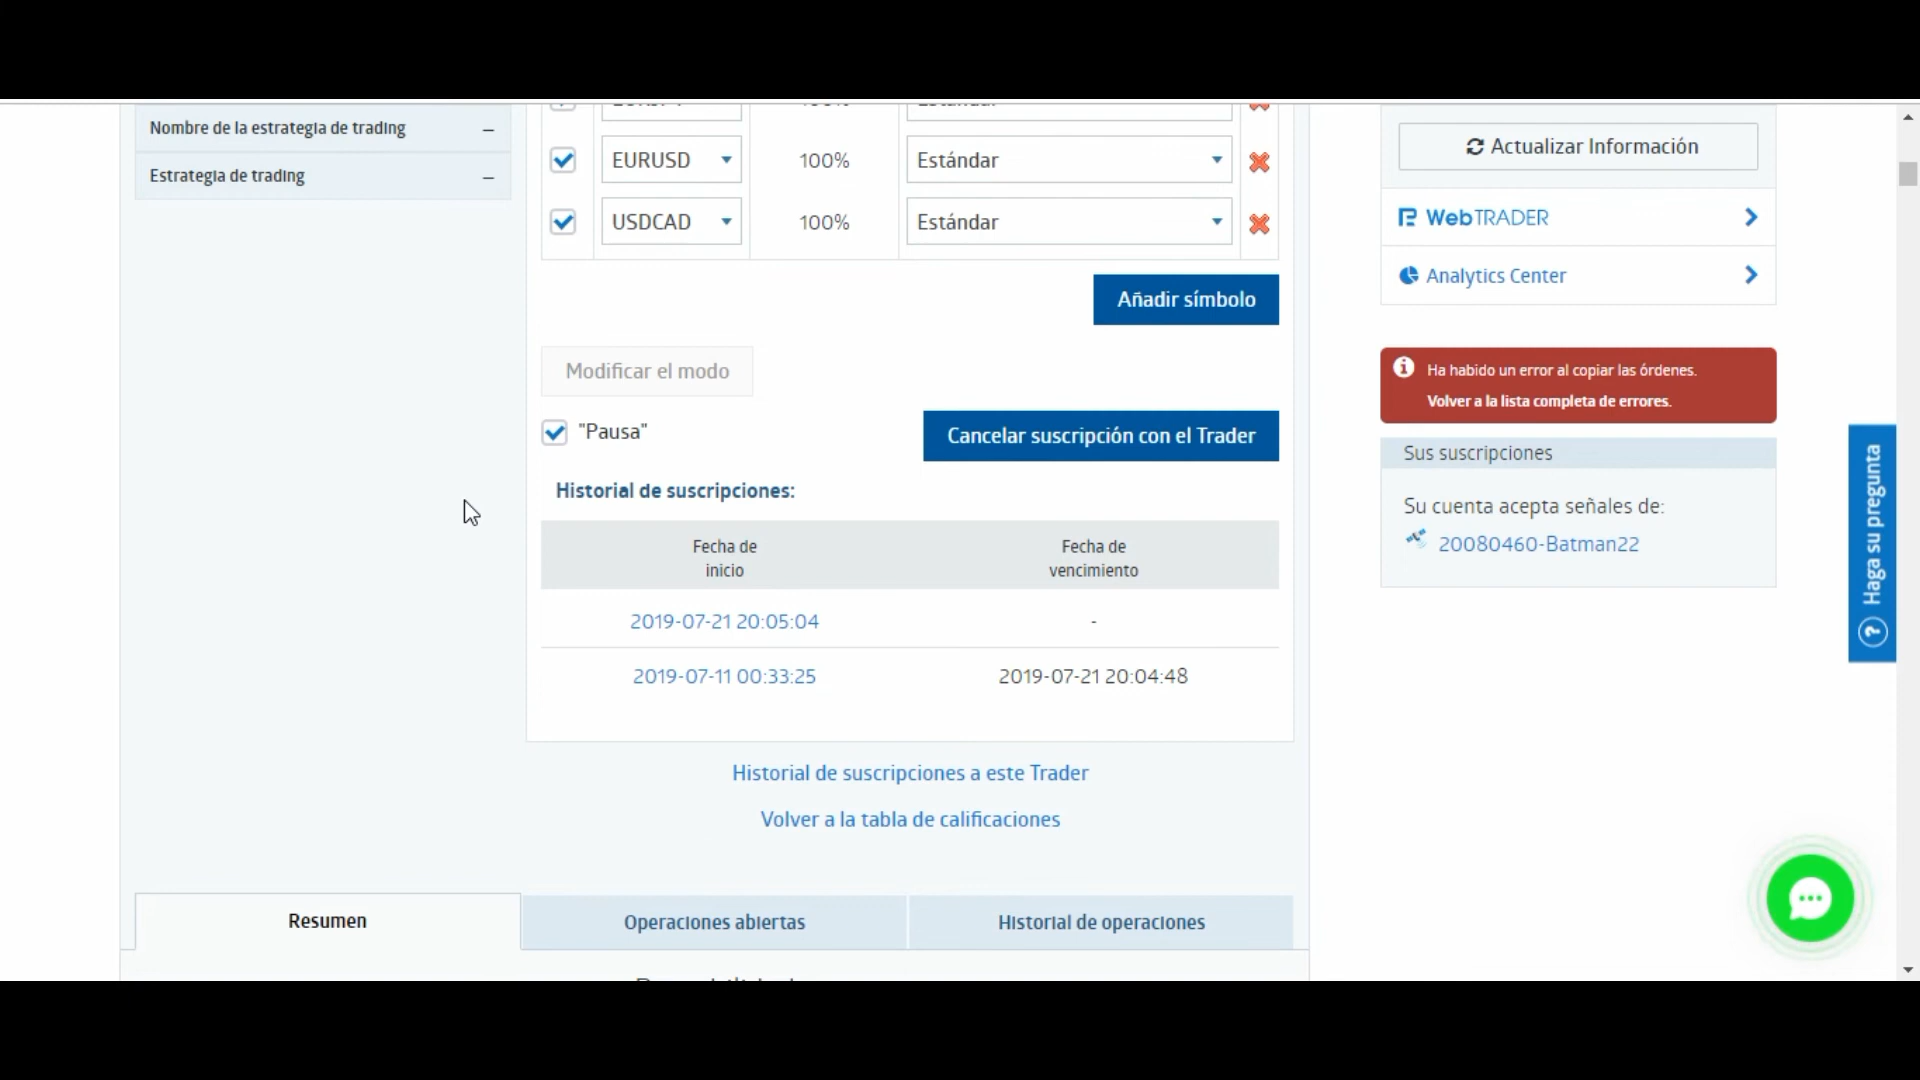 Nombre de la estrategia de trading –
Estrategia de trading –
EURUSD 100% Estándar
USDCAD 100% Estándar
Añadir símbolo
Modificar el modo
"Pausa"
Cancelar suscripción con el Trader
Historial de suscripciones:
Fecha de
inicio
Fecha de
vencimiento
2019-07-21 20:05:04 -
2019-07-11 00:33:25 2019-07-21 20:04:48
Historial de suscripciones a este Trader
Volver a la tabla de calificaciones
Resumen
Operaciones abiertas
Historial de operaciones
Actualizar Información
WebTRADER
Analytics Center
Ha habido un error al copiar las órdenes.
Volver a la lista completa de errores.
Sus suscripciones
Su cuenta acepta señales de:
20080460-Batman22
Haga su pregunta